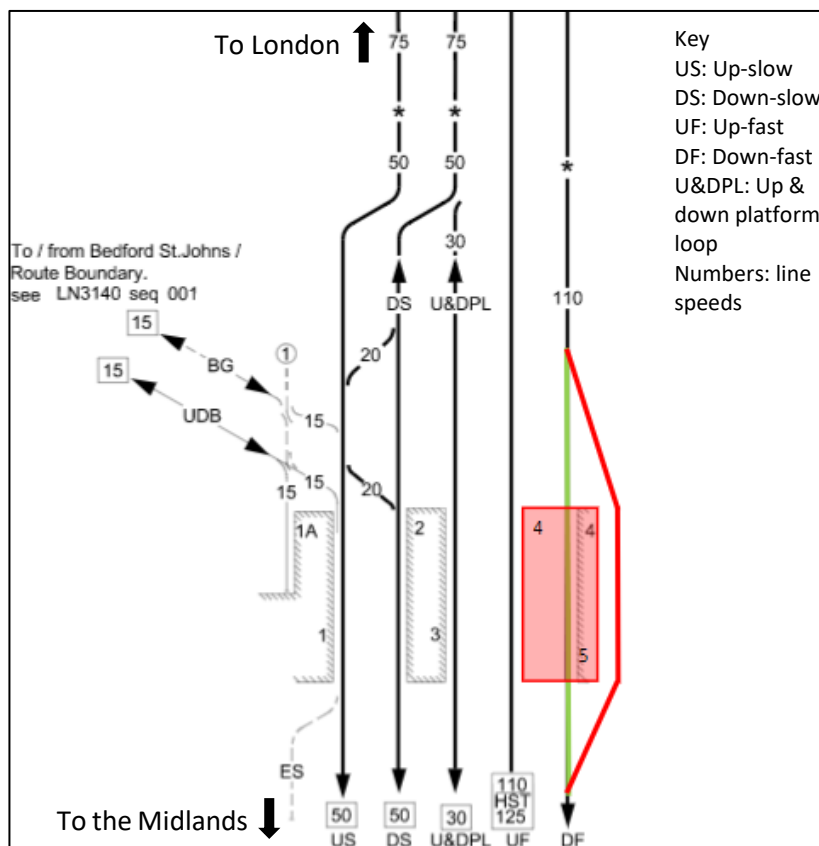 To London
75
75
Key
US: Up-slow
DS: Down-slow
UF: Up-fast
DF: Down-fast
U&DPL: Up &
down platform
loop
Numbers: line
speeds
*
*
*
50
50
30
To / from Bedford St.Johns /
Route Boundary.
see LN3140 seq 001
DS
U&DPL
110
15
1
20
15
BG
15
UDB
15
20
15
1A
2
4
4
1
3
5
ES
110
HST
125
To the Midlands
50
50
30
US
DS
U&DPL
UF
DF